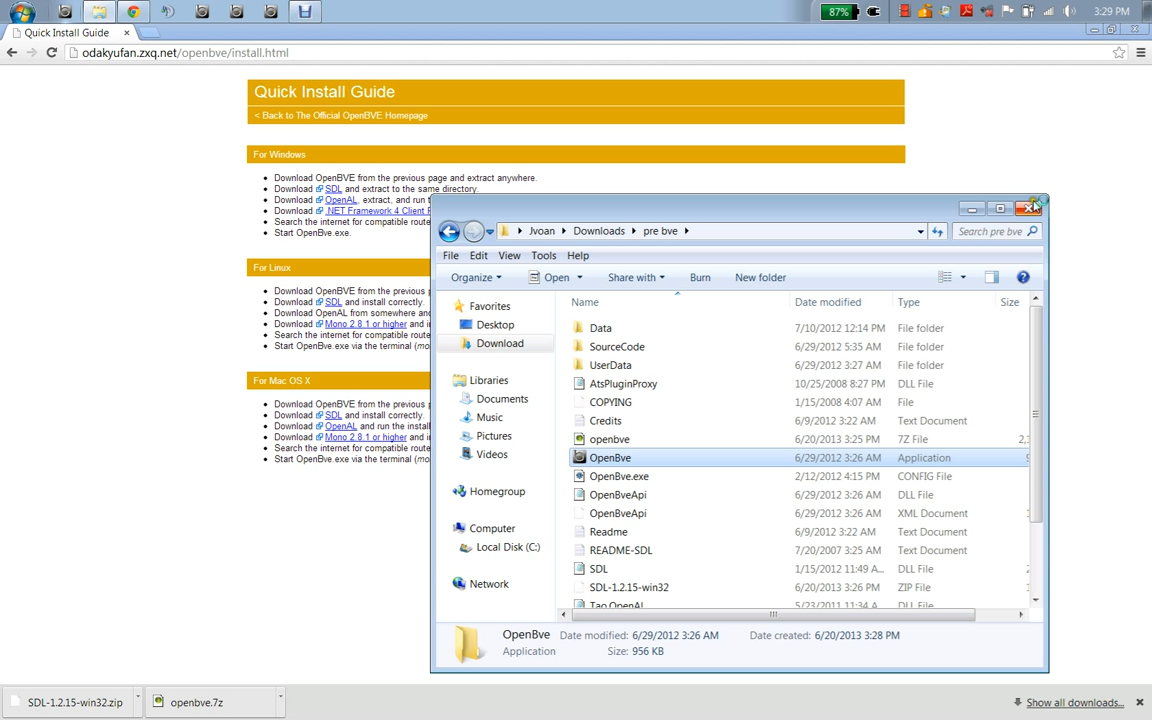 87%
3:29 PM
Quick Install Guide
odakyufan.zxq.net/openbve/install.html
Quick Install Guide
< Back to The Official OpenBVE Homepage
For Windows
Download OpenBVE from the previous page and extract anywhere.
Download SDL and extract to the same directory.
Download OpenAL, extract, and run t
Download .NET Framework 4 Client F
Search the internet for compatible route
Start OpenBve.exe.
For Linux
Download OpenBVE from the previous p
Download SDL and install correctly.
Download OpenAL from somewhere and
Download Mono 2.8.1 or higher and in
Search the internet for compatible route
Start OpenBve.exe via the terminal (mo
For Mac OS X
Download OpenBVE from the previous p
Download SDL and install correctly.
Download OpenAL and run the install
Download Mono 2.8.1 or higher and in
Search the internet for compatible route
Start OpenBve.exe via the terminal (mo
Jvoan Downloads pre bve
Search pre bve
File Edit View Tools Help
Organize Open Share with Burn New folder
Favorites
Desktop
Download
Libraries
Documents
Music
Pictures
Videos
Homegroup
Computer
Local Disk (C:)
Network
Name Date modified Type Size
Data 7/10/2012 12:14 PM File folder
SourceCode 6/29/2012 5:35 AM File folder
UserData 6/29/2012 3:27 AM File folder
AtsPluginProxy 10/25/2008 8:27 PM DLL File
COPYING 1/15/2008 4:07 AM File
Credits 6/9/2012 3:22 AM Text Document
openbve 6/20/2013 3:25 PM 7Z File 2,
OpenBve 6/29/2012 3:26 AM Application
OpenBve.exe 2/12/2012 4:15 PM CONFIG File
OpenBveApi 6/29/2012 3:26 AM DLL File
OpenBveApi 6/29/2012 3:26 AM XML Document
Readme 6/9/2012 3:22 AM Text Document
README-SDL 7/20/2007 3:25 AM Text Document
SDL 1/15/2012 11:49 A... DLL File
SDL-1.2.15-win32 6/20/2013 3:26 PM ZIP File
Tao.OpenAl 5/23/2011 11:34 A... DLL File
OpenBve Date modified: 6/29/2012 3:26 AM Date created: 6/20/2013 3:28 PM
Application Size: 956 KB
SDL-1.2.15-win32.zip
openbve.7z
Show all downloads...